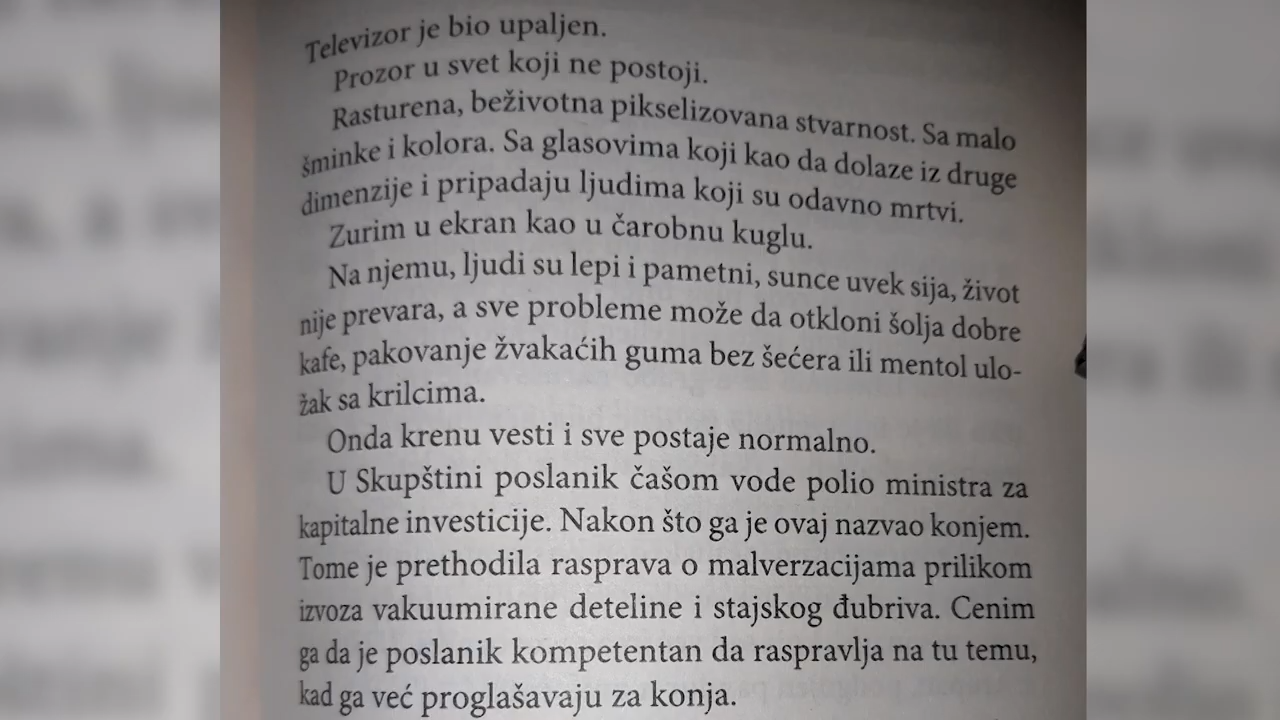 Televizor je bio upaljen.
Prozor u svet koji ne postoji.
Rasturena, beživotna pikselizovana stvarnost. Sa malo
šminke i kolora. Sa glasovima koji kao da dolaze iz druge
dimenzije i pripadaju ljudima koji su odavno mrtvi.
Zurim u ekran kao u čarobnu kuglu.
Na njemu, ljudi su lepi i pametni, sunce uvek sija, život
nije prevara, a sve probleme može da otkloni šolja dobre
kafe, pakovanje žvakaćih guma bez šećera ili mentol ulo-
žak sa krilcima.
Onda krenu vesti i sve postaje normalno.
U Skupštini poslanik čašom vode polio ministra za
kapitalne investicije. Nakon što ga je ovaj nazvao konjem.
Tome je prethodila rasprava o malverzacijama prilikom
izvoza vakuumirane deteline i stajskog đubriva. Cenim
ga da je poslanik kompetentan da raspravlja na tu temu,
kad ga već proglašavaju za konja.